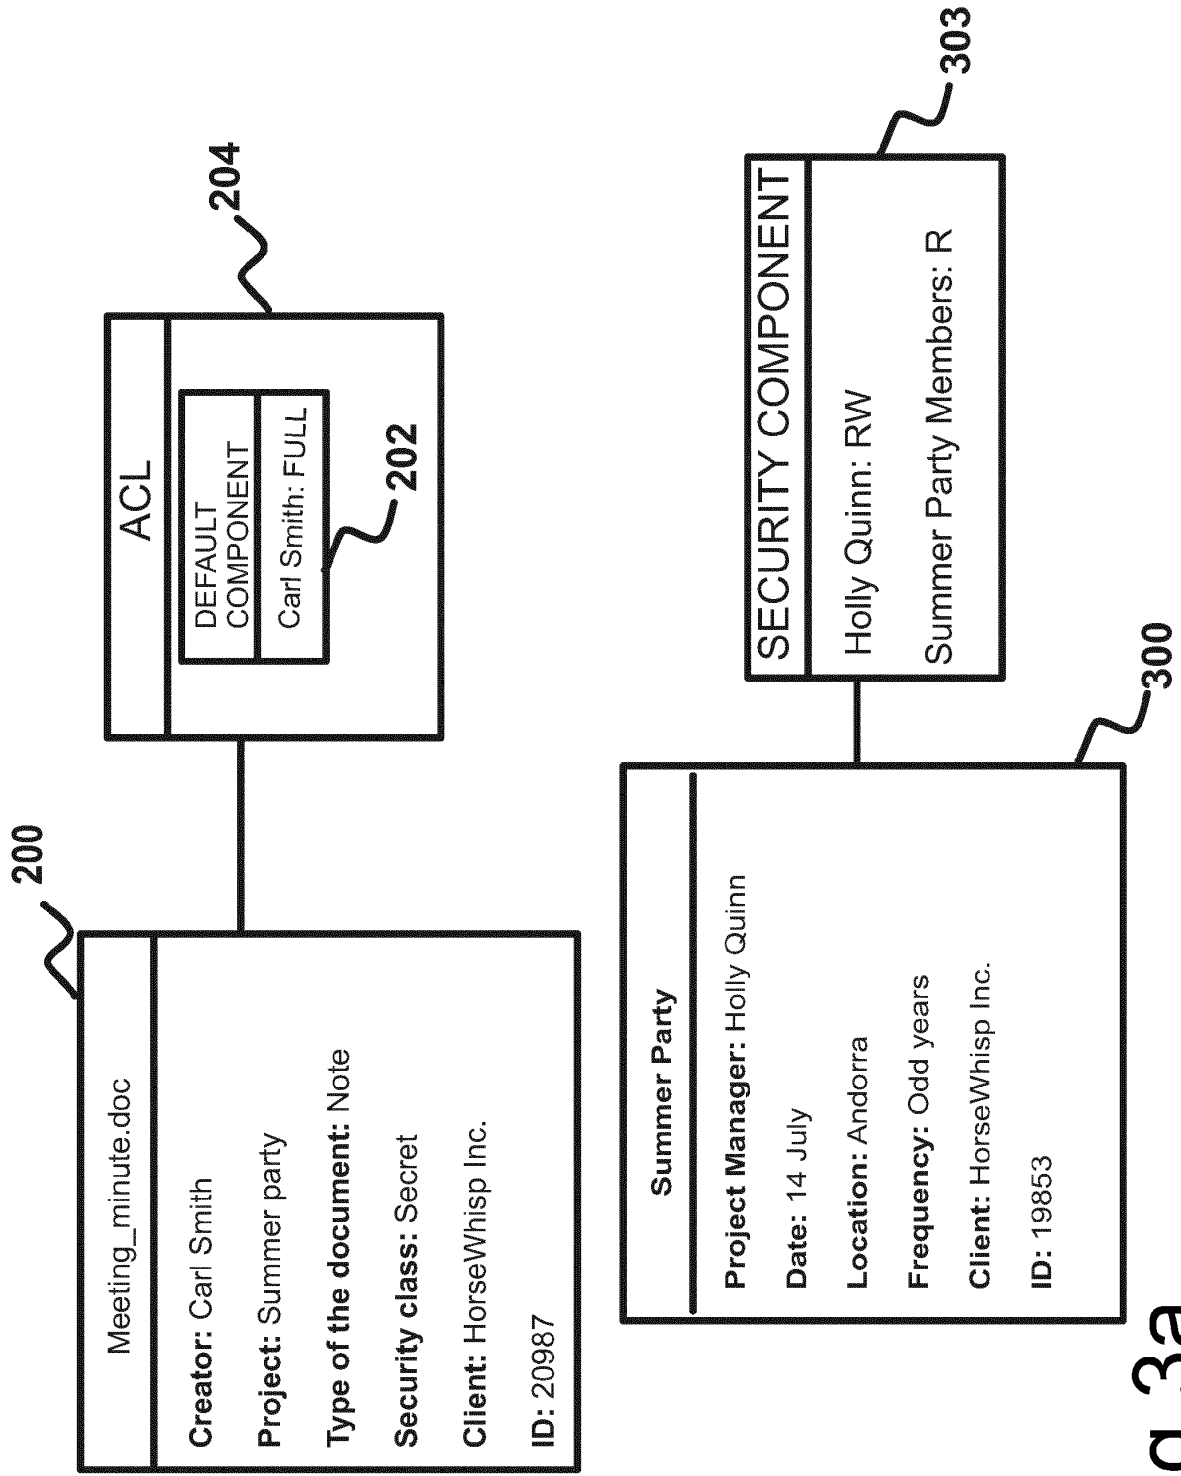 200
Meeting_minute.doc
Creator: Carl Smith
Project: Summer party
Type of the document: Note
Security class: Secret
Client: HorseWhisp Inc.
ID: 20987
204
ACL
DEFAULT
COMPONENT
Carl Smith: FULL
202
Summer Party
Project Manager: Holly Quinn
Date: 14 July
Location: Andorra
Frequency: Odd years
Client: HorseWhisp Inc.
ID: 19853
300
SECURITY COMPONENT
Holly Quinn: RW
Summer Party Members: R
303
g 3a